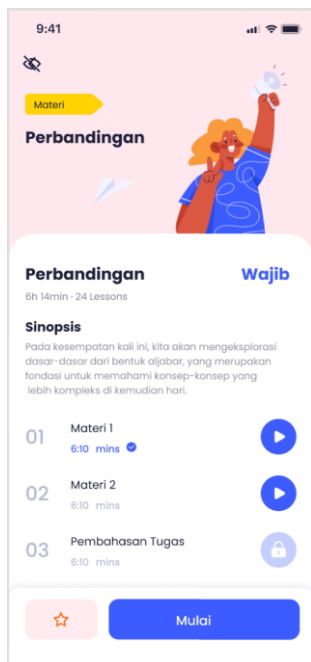 9:41
Materi
Perbandingan
Perbandingan
Wajib
6h 14min · 24 Lessons
Sinopsis
Pada kesempatan kali ini, kita akan mengeksplorasi
dasar-dasar dari bentuk aljabar, yang merupakan
fondasi untuk memahami konsep-konsep yang
lebih kompleks di kemudian hari.
01
Materi 1
6:10 mins
02
Materi 2
6:10 mins
03
Pembahasan Tugas
6:10 mins
Mulai